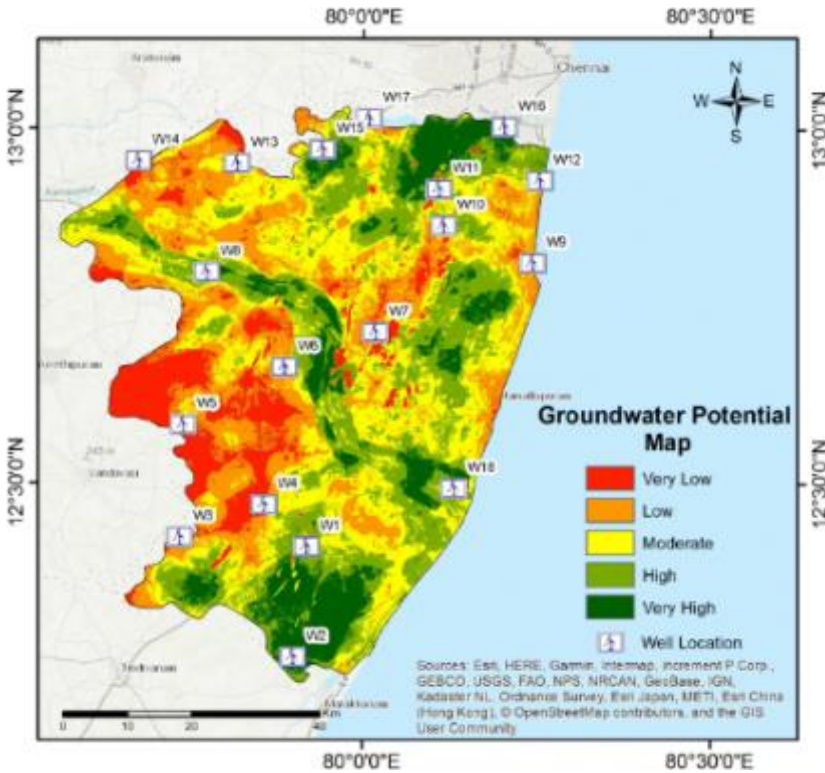 80°0'0"E
80°30'0"E
Chennai
N
W
E
S
13°0'0"N
13°0'0"N
W17
W16
W15
W14
W13
W12
W11
W10
W9
W8
W7
W6
W5
W4
W3
W1
W18
W2
12°30'0"N
12°30'0"N
Groundwater Potential
Map
Very Low
Low
Moderate
High
Very High
Well Location
Sources: Esri, HERE, Garmin, Intermap, increment P Corp.,
GEBCO, USGS, FAO, NPS, NRCAN, GeoBase, IGN,
Kadaster NL, Ordnance Survey, Esri Japan, METI, Esri China
(Hong Kong), © OpenStreetMap contributors, and the GIS
User Community
0
10
20
40
Km
80°0'0"E
80°30'0"E